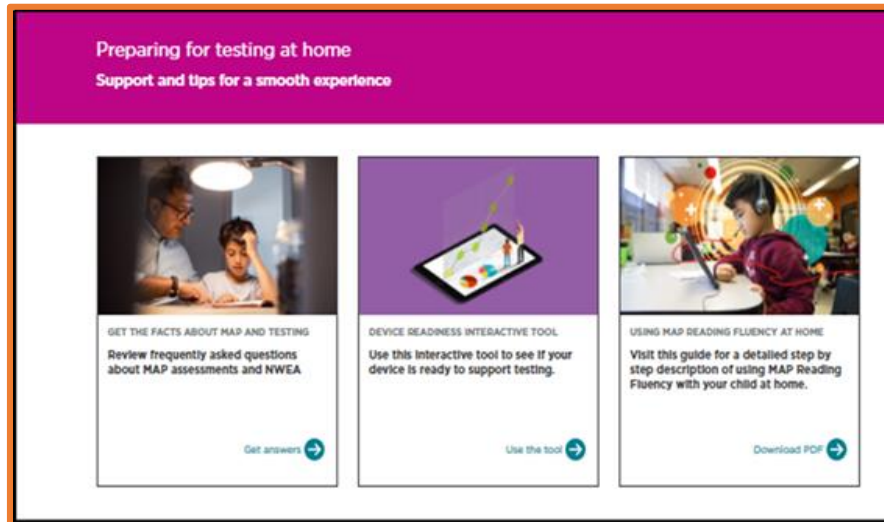 Preparing for testing at home
Support and tips for a smooth experience
GET THE FACTS ABOUT MAP AND TESTING
Review frequently asked questions
about MAP assessments and NWEA
Get answers
DEVICE READINESS INTERACTIVE TOOL
Use this interactive tool to see if your
device is ready to support testing.
Use the tool
USING MAP READING FLUENCY AT HOME
Visit this guide for a detailed step by
step description of using MAP Reading
Fluency with your child at home.
Download PDF